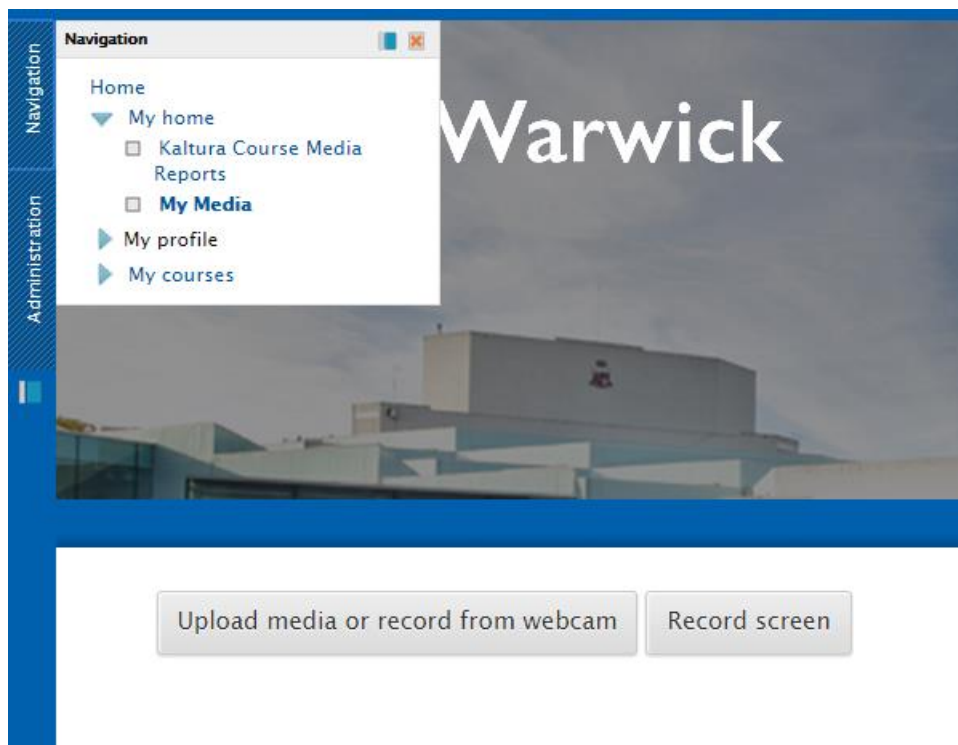 Navigation
Administration
Navigation
Home
My home
Kaltura Course Media
Reports
My Media
My profile
My courses
Warwick
Upload media or record from webcam
Record screen